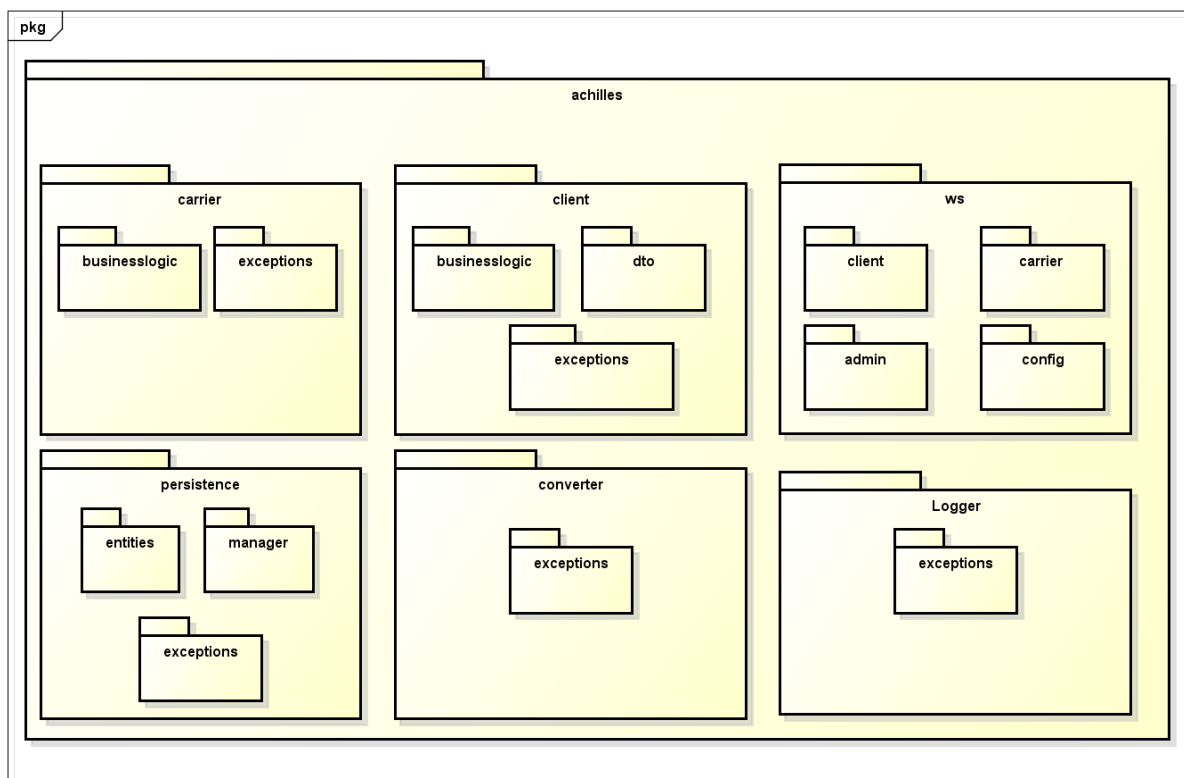 pkg
achilles
carrier
businesslogic
exceptions
client
businesslogic
dto
exceptions
ws
client
carrier
admin
config
persistence
entities
manager
exceptions
converter
exceptions
Logger
exceptions